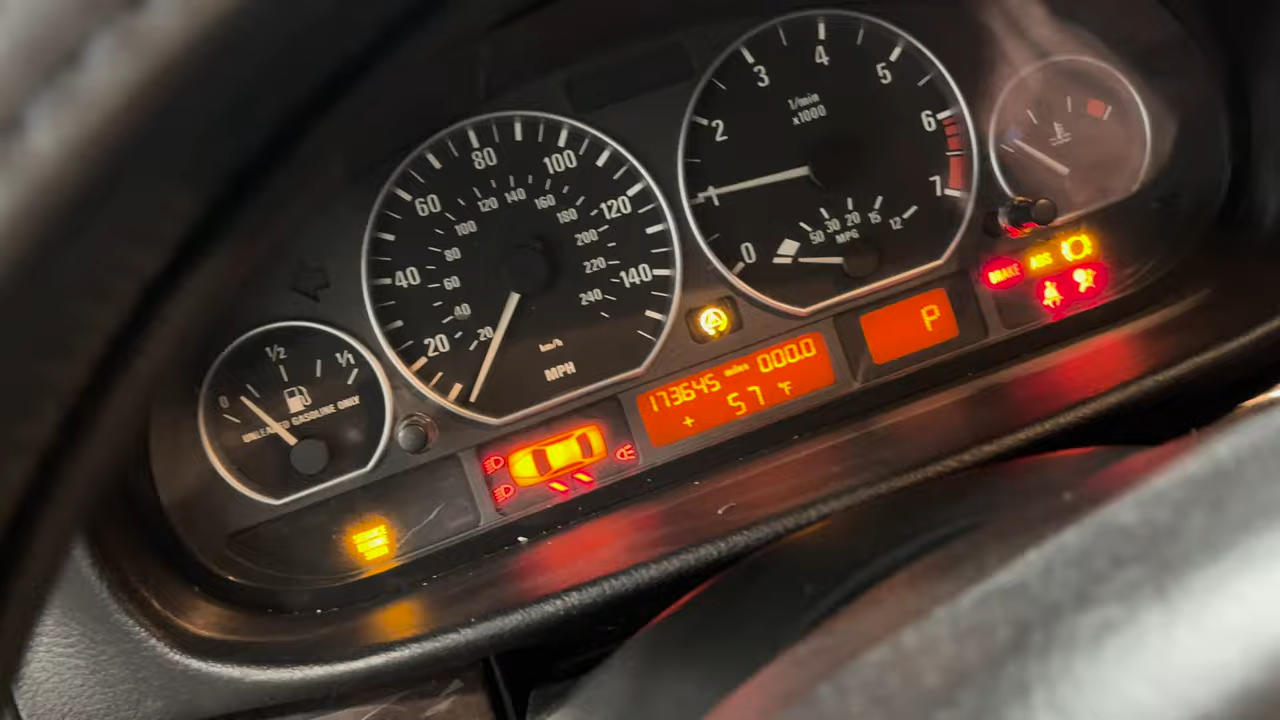 0 1/2 1/1
UNLEADED GASOLINE ONLY
20 40 60 80 100 120 140
20 40 60 80 100 120 140 160 180 200 220 240
km/h
MPH
0 1 2 3 4 5 6 7
1/min
x1000
50 30 20 15 12
MPG
173645 miles 000.0
+ 57 °F
P
BRAKE ABS